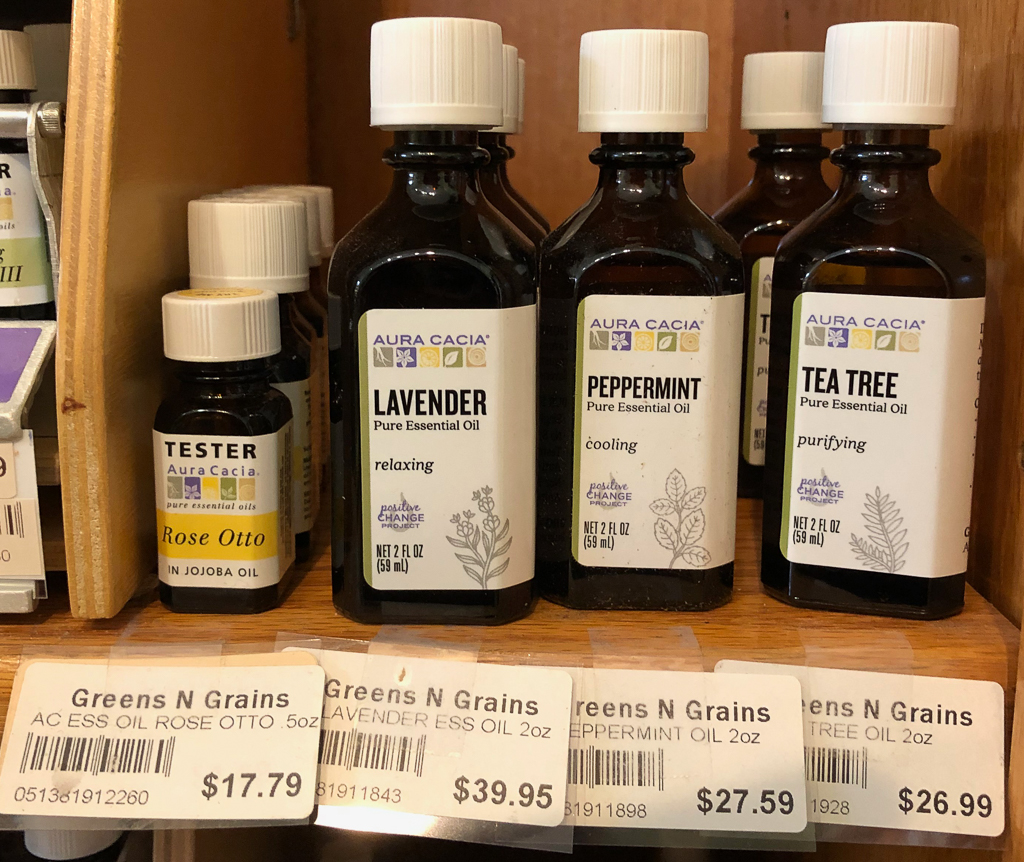 III
TESTER
Aura Cacia
pure essential oils
Rose Otto
IN JOJOBA OIL
AURA CACIA®
LAVENDER
Pure Essential Oil
relaxing
positive
CHANGE
PROJECT
NET 2 FL OZ
(59 mL)
AURA CACIA®
PEPPERMINT
Pure Essential Oil
cooling
positive
CHANGE
PROJECT
NET 2 FL OZ
(59 mL)
AURA CACIA®
TEA TREE
Pure Essential Oil
purifying
positive
CHANGE
PROJECT
NET 2 FL OZ
(59 mL)
Greens N Grains
AC ESS OIL ROSE OTTO .5oz
051381912260
$17.79
Greens N Grains
LAVENDER ESS OIL 2oz
81911843
$39.95
reens N Grains
EPPERMINT OIL 2oz
81911898
$27.59
eens N Grains
TREE OIL 2oz
1928
$26.99